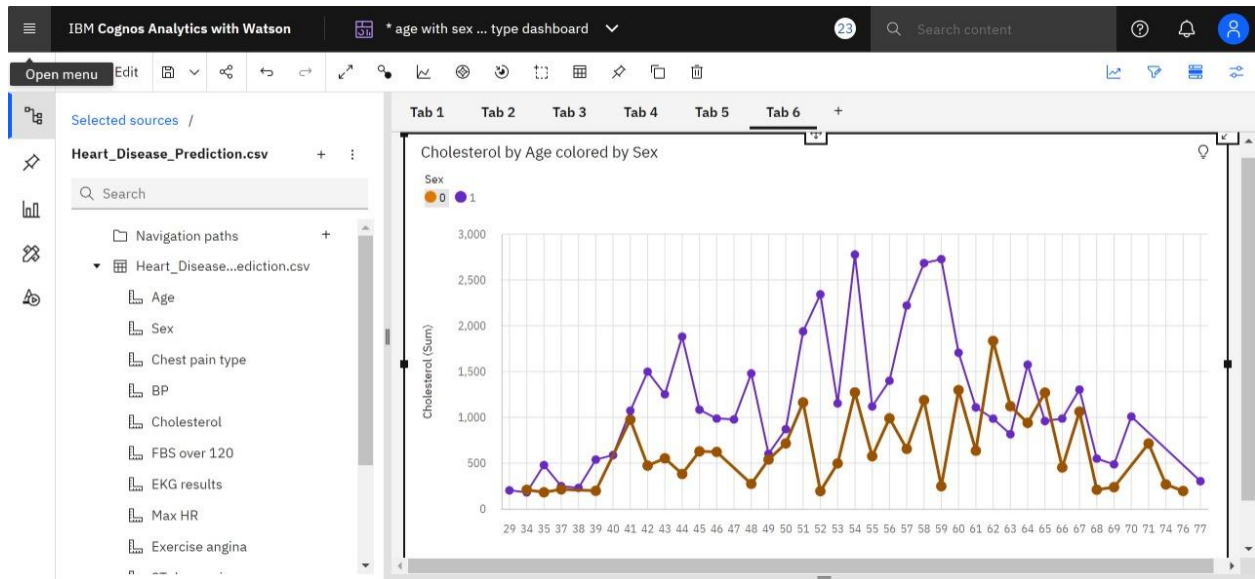 IBM Cognos Analytics with Watson
* age with sex ... type dashboard
23
Search content
Open menu
Edit
Selected sources /
Heart_Disease_Prediction.csv
Search
Navigation paths
Heart_Disease...ediction.csv
Age
Sex
Chest pain type
BP
Cholesterol
FBS over 120
EKG results
Max HR
Exercise angina
Tab 1 Tab 2 Tab 3 Tab 4 Tab 5 Tab 6 +
Cholesterol by Age colored by Sex
Sex
0 1
Cholesterol (Sum)
3,000
2,500
2,000
1,500
1,000
500
0
29 34 35 37 38 39 40 41 42 43 44 45 46 47 48 49 50 51 52 53 54 55 56 57 58 59 60 61 62 63 64 65 66 67 68 69 70 71 74 76 77